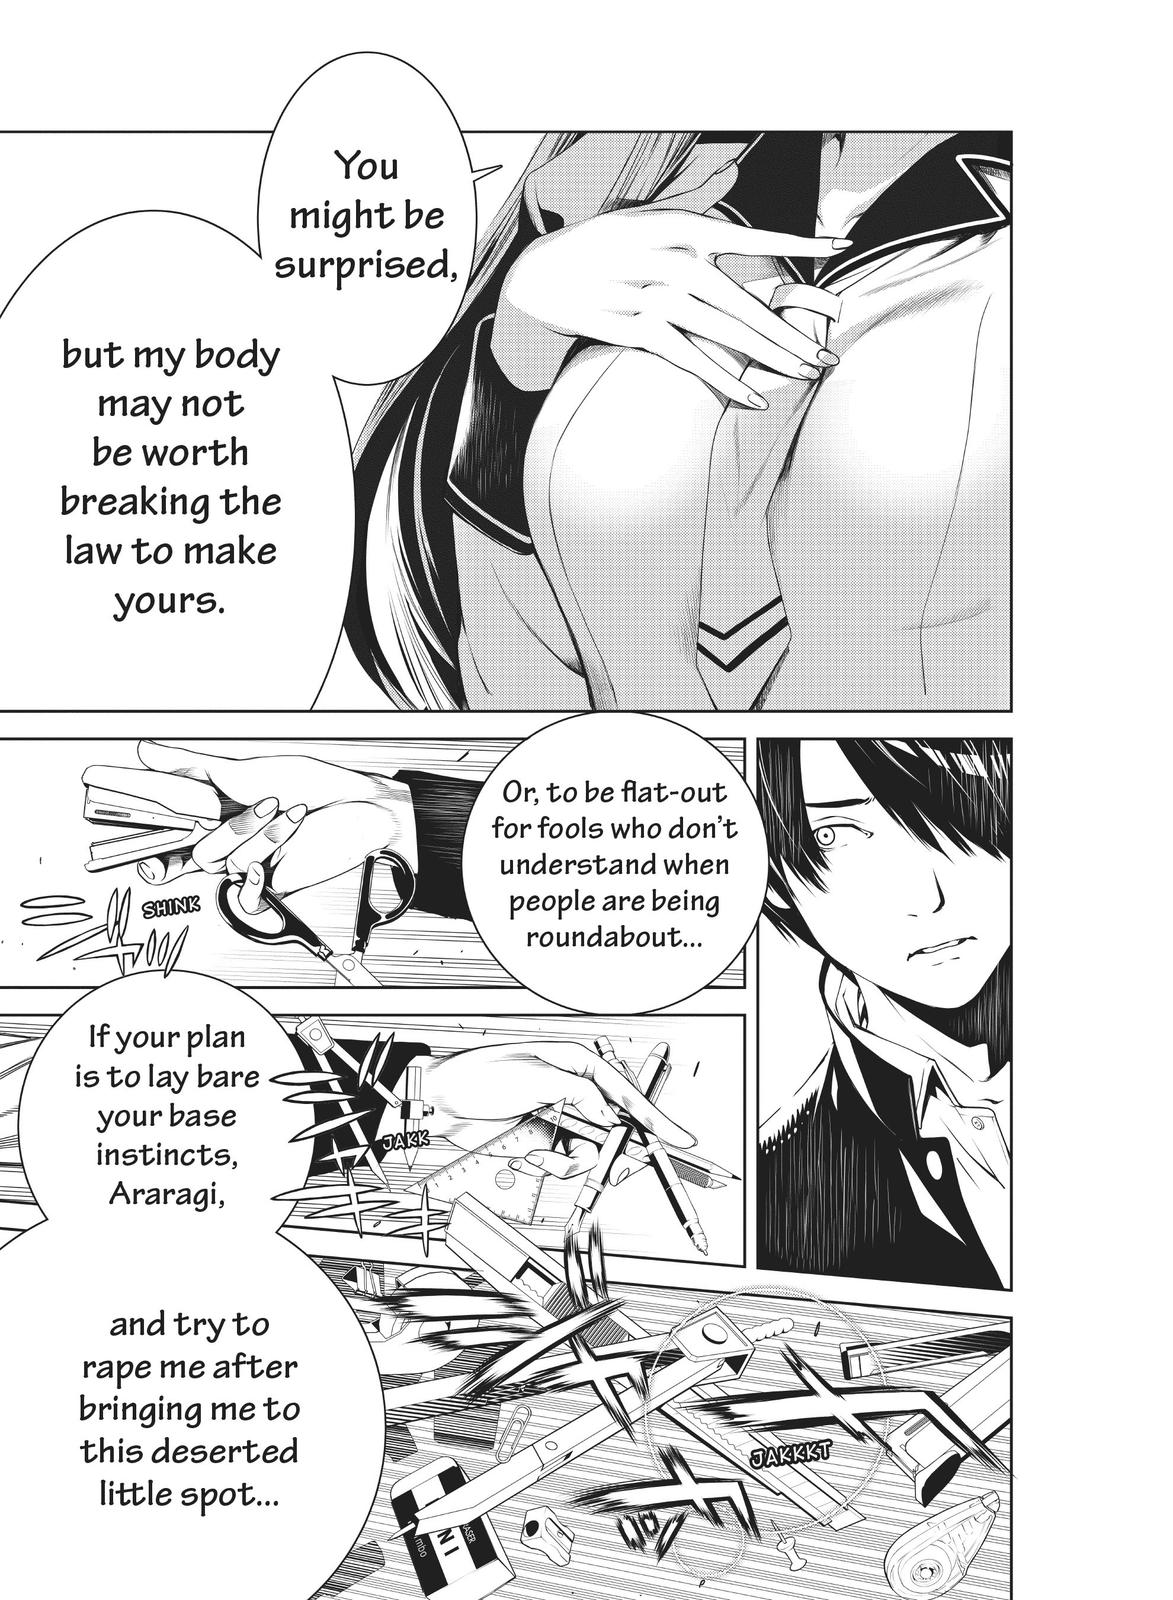 You
might be
surprised,
but my body
may not
be worth
breaking the
law to make
yours.
Or, to be flat-out
for fools who don't
understand when
people are being
roundabout...
SHINK
If your plan
is to lay bare
your base
instincts,
Araragi,
JAKK
and try to
rape me after
bringing me to
this deserted
little spot...
JAKKKT